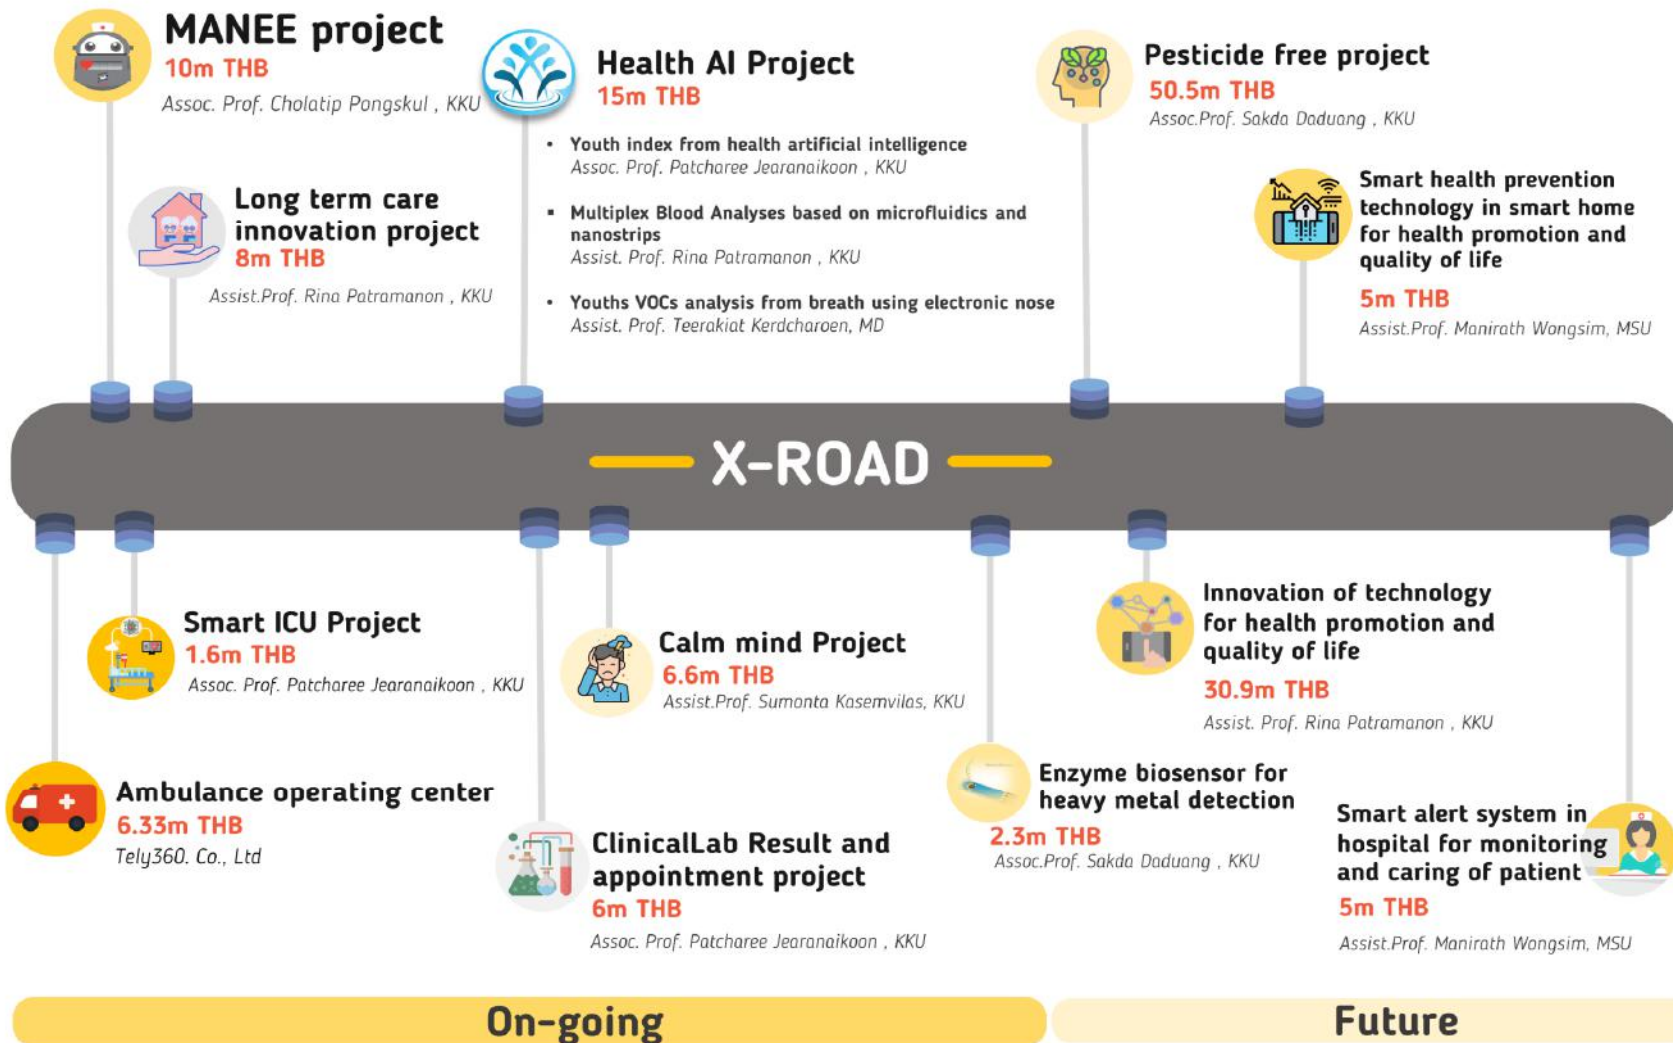 MANEE project
10m THB
Assoc. Prof. Cholatip Pongskul , KKU
Long term care
innovation project
8m THB
Assist.Prof. Rina Patramanon , KKU
Health AI Project
15m THB
• Youth index from health artificial intelligence
Assoc. Prof. Patcharee Jearanaikoon , KKU
▪ Multiplex Blood Analyses based on microfluidics and
nanostrips
Assist. Prof. Rina Patramanon , KKU
• Youths VOCs analysis from breath using electronic nose
Assist. Prof. Teerakiat Kerdcharoen, MD
Pesticide free project
50.5m THB
Assoc.Prof. Sakda Daduang , KKU
Smart health prevention
technology in smart home
for health promotion and
quality of life
5m THB
Assist.Prof. Manirath Wongsim, MSU
X-ROAD
Smart ICU Project
1.6m THB
Assoc. Prof. Patcharee Jearanaikoon , KKU
Ambulance operating center
6.33m THB
Tely360. Co., Ltd
Calm mind Project
6.6m THB
Assist.Prof. Sumonta Kasemvilas, KKU
ClinicalLab Result and
appointment project
6m THB
Assoc. Prof. Patcharee Jearanaikoon , KKU
Innovation of technology
for health promotion and
quality of life
30.9m THB
Assist. Prof. Rina Patramanon , KKU
Enzyme biosensor for
heavy metal detection
2.3m THB
Assoc.Prof. Sakda Daduang , KKU
Smart alert system in
hospital for monitoring
and caring of patient
5m THB
Assist.Prof. Manirath Wongsim, MSU
On-going
Future